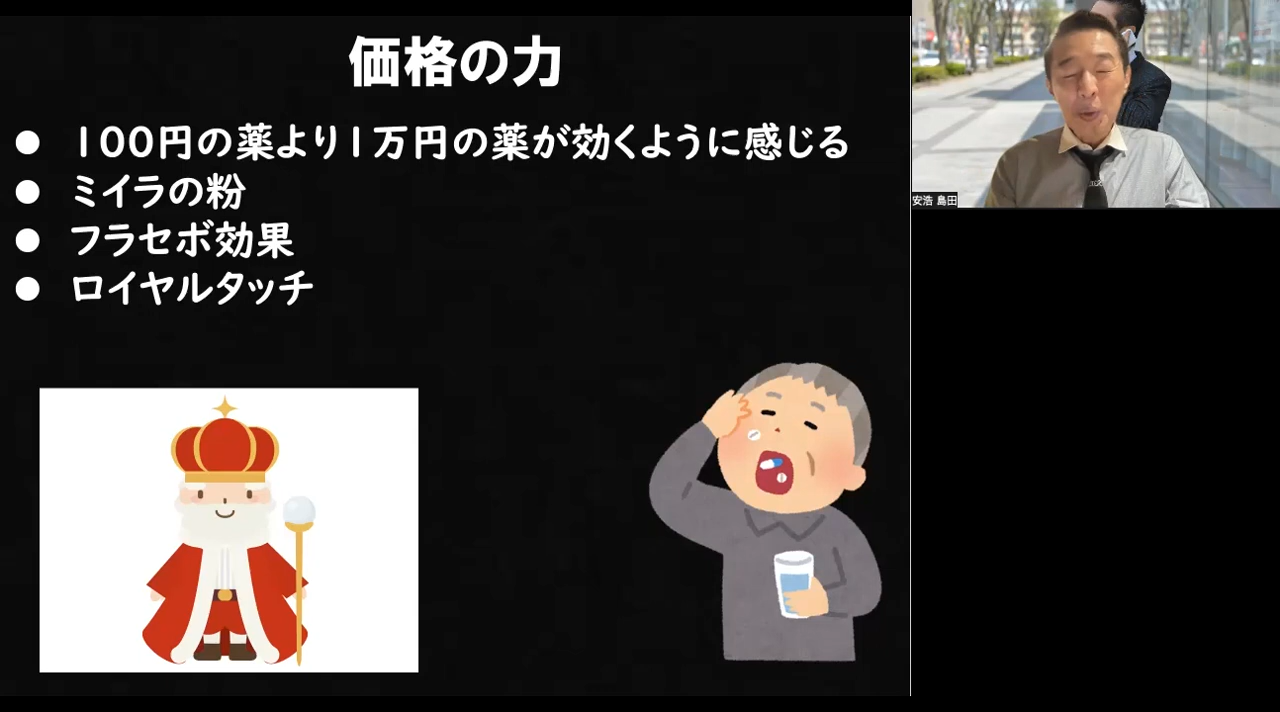 価格の力
● 100円の薬より1万円の薬が効くように感じる
● ミイラの粉
● フラセボ効果
● ロイヤルタッチ
安浩 島田